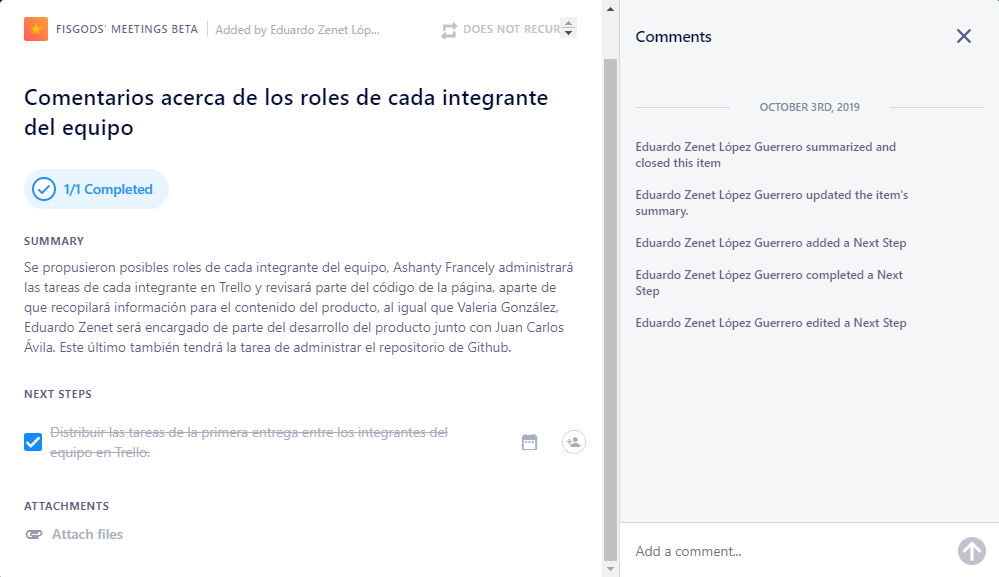 FISGODS' MEETINGS BETA
Added by Eduardo Zenet Lóp...
DOES NOT RECUR
Comentarios acerca de los roles de cada integrante
del equipo
1/1 Completed
SUMMARY
Se propusieron posibles roles de cada integrante del equipo, Ashanty Francely administrará
las tareas de cada integrante en Trello y revisará parte del código de la página, aparte
de que recopilará información para el contenido del producto, al igual que Valeria González,
Eduardo Zenet será encargado de parte del desarrollo del producto junto con Juan Carlos
Ávila. Este último también tendrá la tarea de administrar el repositorio de Github.
NEXT STEPS
Distribuir las tareas de la primera entrega entre los integrantes del
equipo en Trello.
ATTACHMENTS
Attach files
Comments
OCTOBER 3RD, 2019
Eduardo Zenet López Guerrero summarized and
closed this item
Eduardo Zenet López Guerrero updated the item's
summary.
Eduardo Zenet López Guerrero added a Next Step
Eduardo Zenet López Guerrero completed a Next
Step
Eduardo Zenet López Guerrero edited a Next Step
Add a comment...